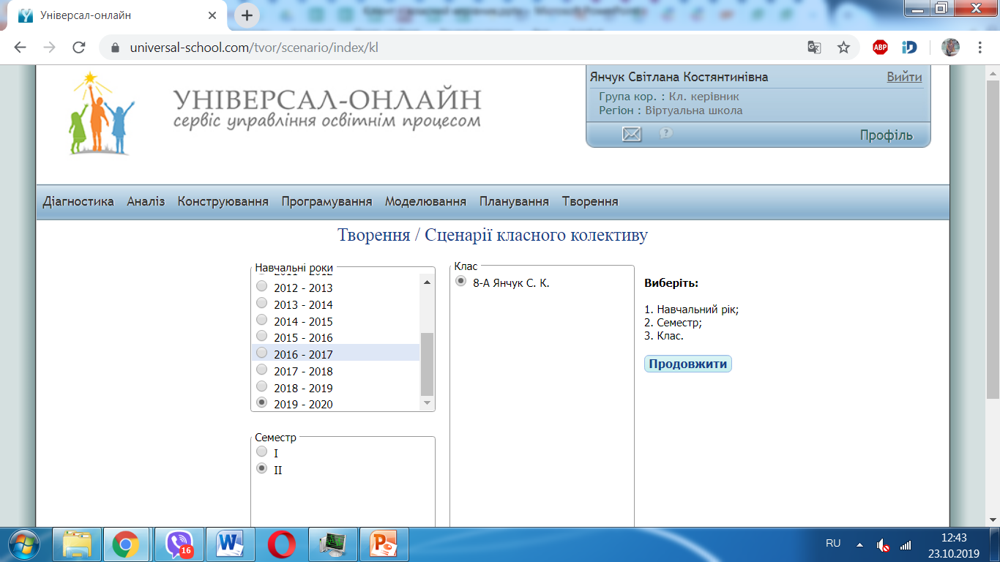 Універсал-онлайн
universal-school.com/tvor/scenario/index/kl
ABP
УНІВЕРСАЛ-ОНЛАЙН
сервіс управління освітнім процесом
Янчук Світлана Костянтинівна
Выйти
Група кор. : Кл. керівник
Регіон : Віртуальна школа
Профіль
Діагностика Аналіз Конструювання Програмування Моделювання Планування Творення
Творення / Сценарії класного колективу
Навчальні роки
2011 - 2012
2012 - 2013
2013 - 2014
2014 - 2015
2015 - 2016
2016 - 2017
2017 - 2018
2018 - 2019
2019 - 2020
Семестр
I
II
Клас
8-А Янчук С. К.
Виберіть:
1. Навчальний рік;
2. Семестр;
3. Клас.
Продовжити
16
RU
12:43
23.10.2019